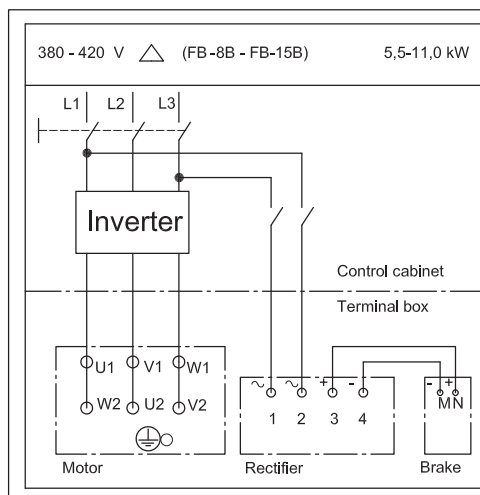 380 - 420 V △ (FB-8B - FB-15B) 5,5-11,0 kW
L1 L2 L3
Inverter
Control cabinet
Terminal box
U1 V1 W1
W2 U2 V2
~ ~ + -
1 2 3 4
- +
M N
Motor Rectifier Brake